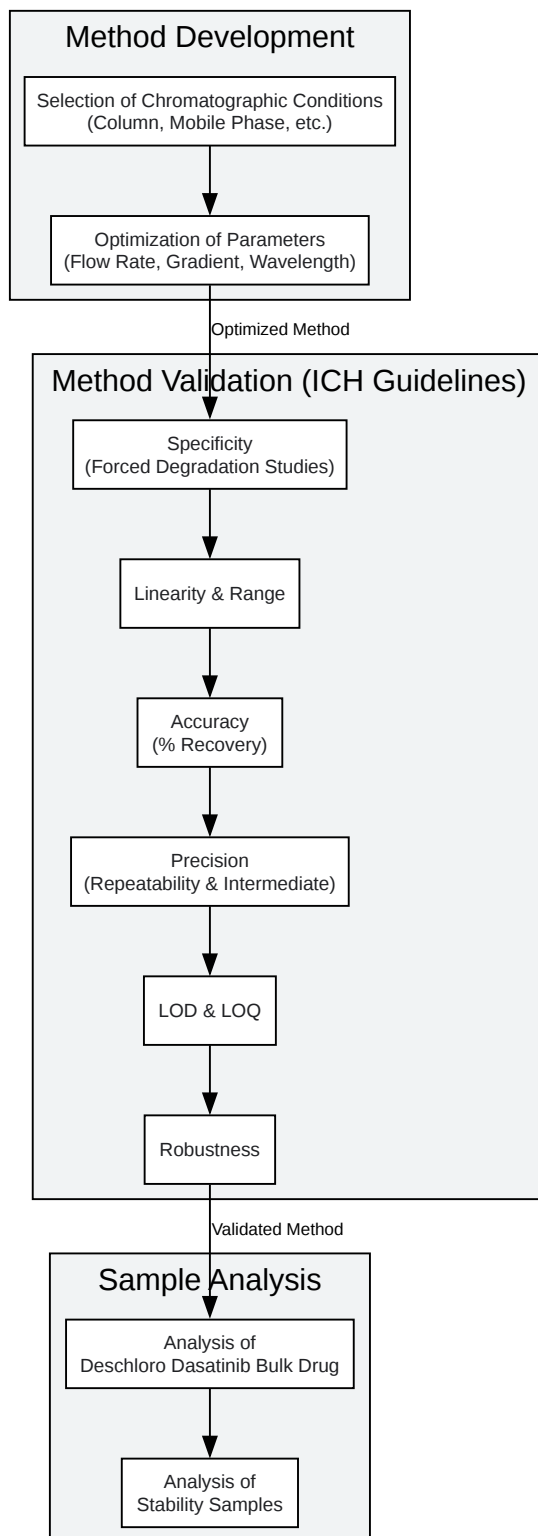 Method Development
Selection of Chromatographic Conditions
(Column, Mobile Phase, etc.)
Optimization of Parameters
(Flow Rate, Gradient, Wavelength)
Optimized Method
Method Validation (ICH Guidelines)
Specificity
(Forced Degradation Studies)
Linearity & Range
Accuracy
(% Recovery)
Precision
(Repeatability & Intermediate)
LOD & LOQ
Robustness
Validated Method
Sample Analysis
Analysis of
Deschloro Dasatinib Bulk Drug
Analysis of
Stability Samples